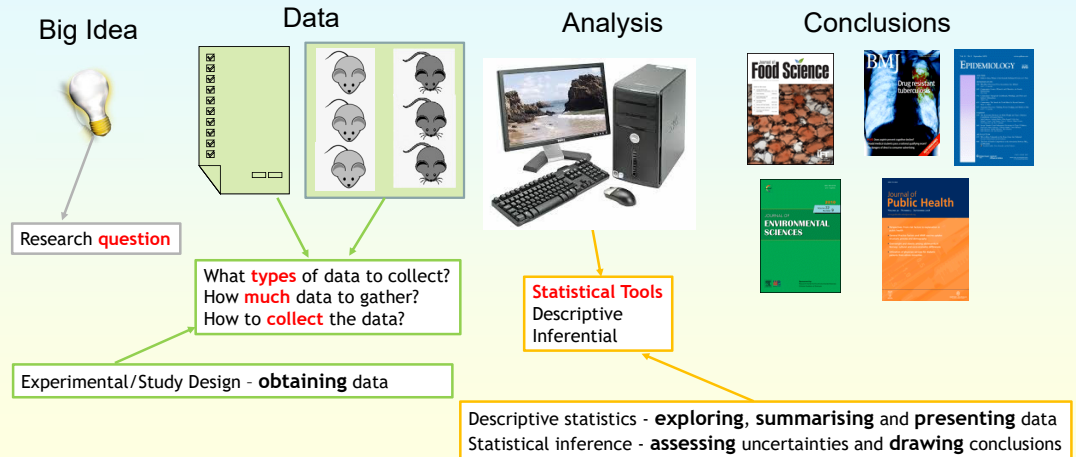 Big Idea
Data
Analysis
Conclusions
Research question
What types of data to collect?
How much data to gather?
How to collect the data?
Experimental/Study Design – obtaining data
Statistical Tools
Descriptive
Inferential
Descriptive statistics - exploring, summarising and presenting data
Statistical inference - assessing uncertainties and drawing conclusions
Food Science
BMJ
Drug resistant
tuberculosis
EPIDEMIOLOGY
JOURNAL OF
ENVIRONMENTAL
SCIENCES
Journal of
Public Health